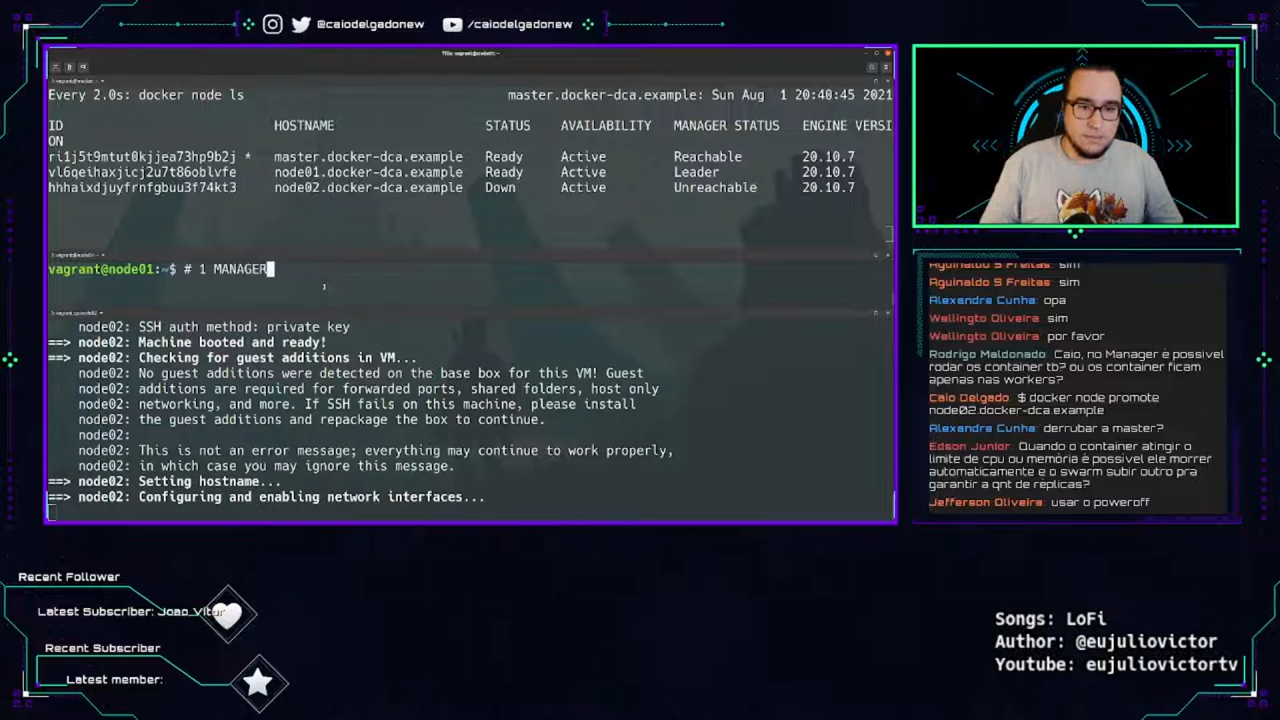 @caiodelgadonew
/caiodelgadonew
Every 2.0s: docker node ls
master.docker-dca.example: Sun Aug  1 20:40:45 2021
ID HOSTNAME STATUS AVAILABILITY MANAGER STATUS ENGINE VERSI
ON
ri1j5t9mtut0kjjea73hp9b2j * master.docker-dca.example Ready Active Reachable 20.10.7
vl6qeihaxjicj2u7t86oblvfe node01.docker-dca.example Ready Active Leader 20.10.7
hhhaixdjuyfrnfgbuu3f74kt3 node02.docker-dca.example Down Active Unreachable 20.10.7
vagrant@node01:~$ # 1 MANAGER
node02: SSH auth method: private key
==> node02: Machine booted and ready!
==> node02: Checking for guest additions in VM...
node02: No guest additions were detected on the base box for this VM! Guest
node02: additions are required for forwarded ports, shared folders, host only
node02: networking, and more. If SSH fails on this machine, please install
node02: the guest additions and repackage the box to continue.
node02:
node02: This is not an error message; everything may continue to work properly,
node02: in which case you may ignore this message.
==> node02: Setting hostname...
==> node02: Configuring and enabling network interfaces...
Aguinaldo S Freitas: sim
Aguinaldo S Freitas: sim
Alexandre Cunha: opa
Wellingto Oliveira: sim
Wellingto Oliveira: por favor
Rodrigo Maldonado: Caio, no Manager é possivel
rodar os container tb? ou os container ficam
apenas nas workers?
Caio Delgado: $ docker node promote
node02.docker-dca.example
Alexandre Cunha: derrubar a master?
Edson Junior: Quando o container atingir o
limite de cpu ou memória é possivel ele morrer
automaticamente e o swarm subir outro pra
garantir a qnt de réplicas?
Jefferson Oliveira: usar o poweroff
Recent Follower
Latest Subscriber: Joao Vitor
Recent Subscriber
Latest member:
Songs: LoFi
Author: @eujuliovictor
Youtube: eujuliovictortv